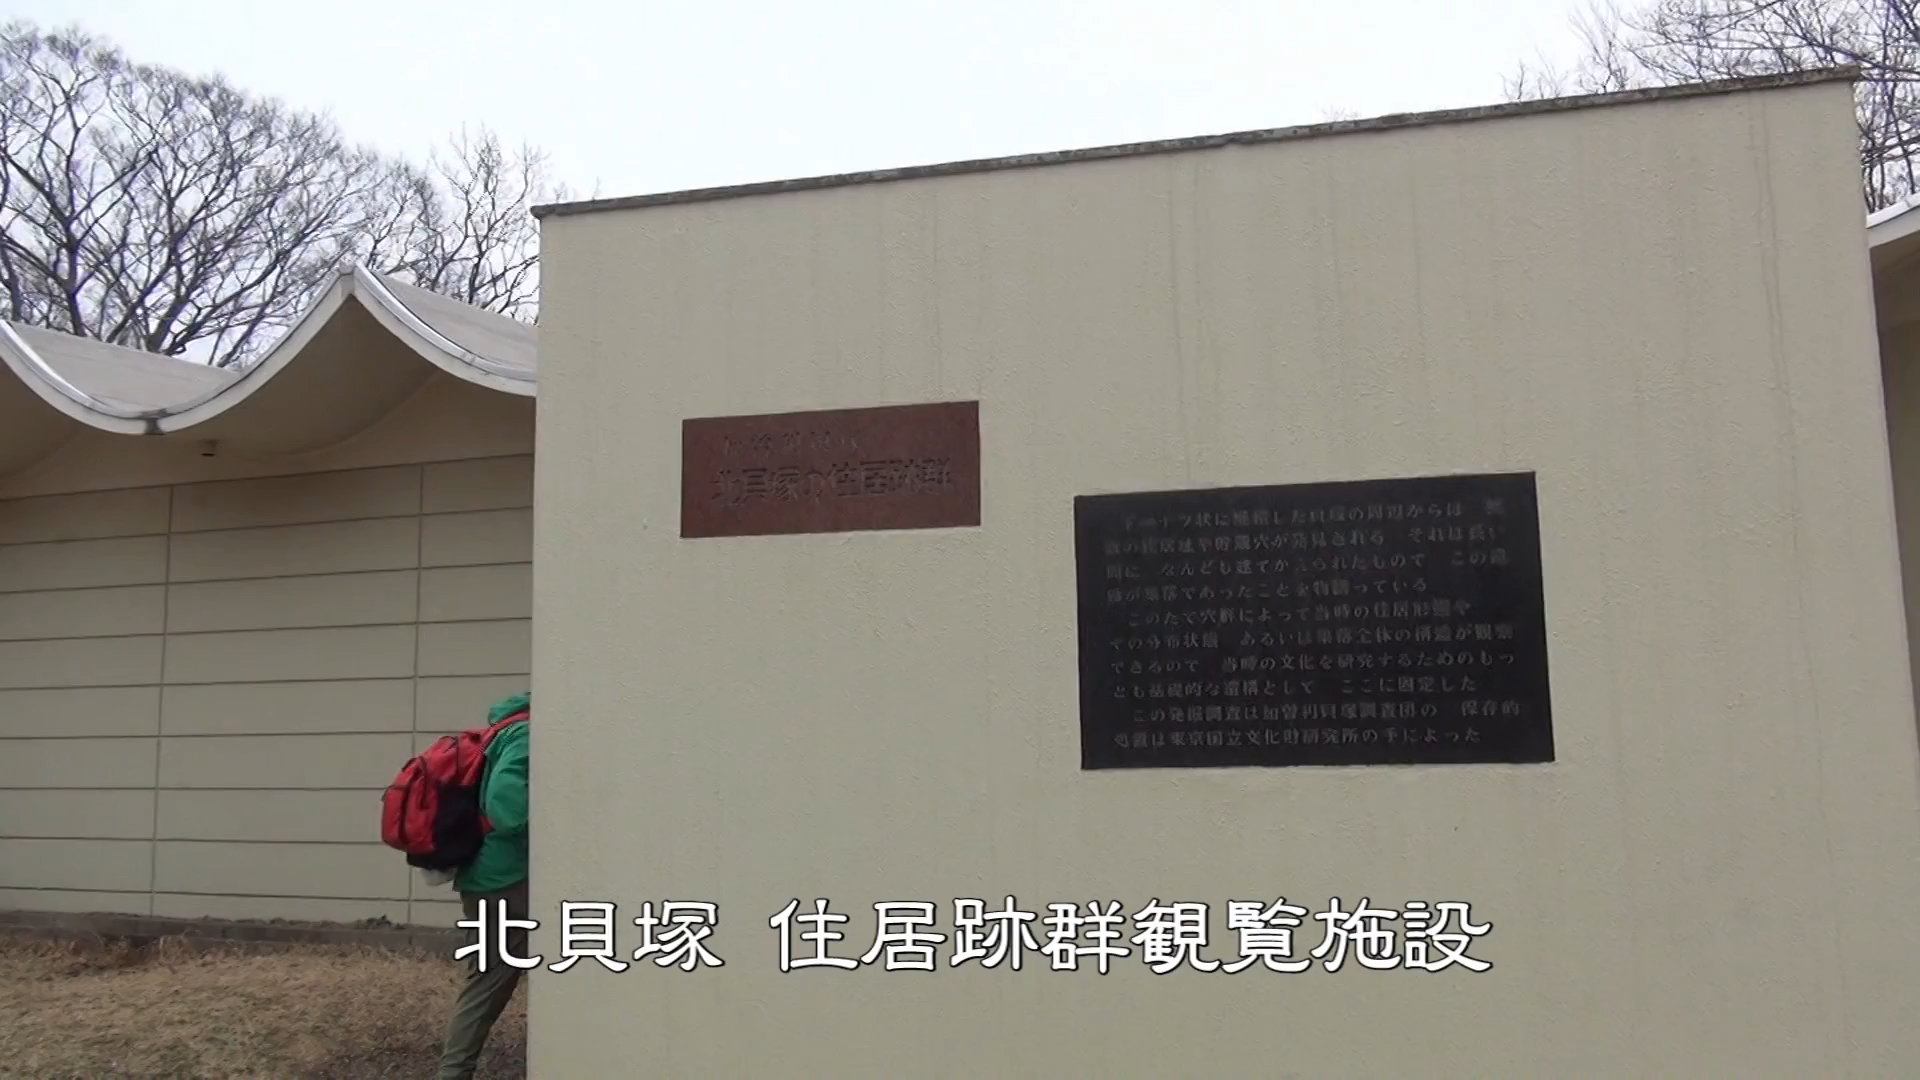 加曽利貝塚
北貝塚の住居跡群
ドーナツ状に堆積した貝塚の周辺からは 無
数の住居址や貯蔵穴が発見される それは長い
間に なんども建てかえられたもので この遺
跡が集落であったことを物語っている
このたて穴群によって当時の住居形態や
その分布状態 あるいは集落全体の構造が観察
できるので 当時の文化を研究するためのもっ
とも基礎的な遺構として ここに固定した
この発掘調査は加曽利貝塚調査団の 保存的
処置は東京国立文化財研究所の手によった
北貝塚 住居跡群観覧施設